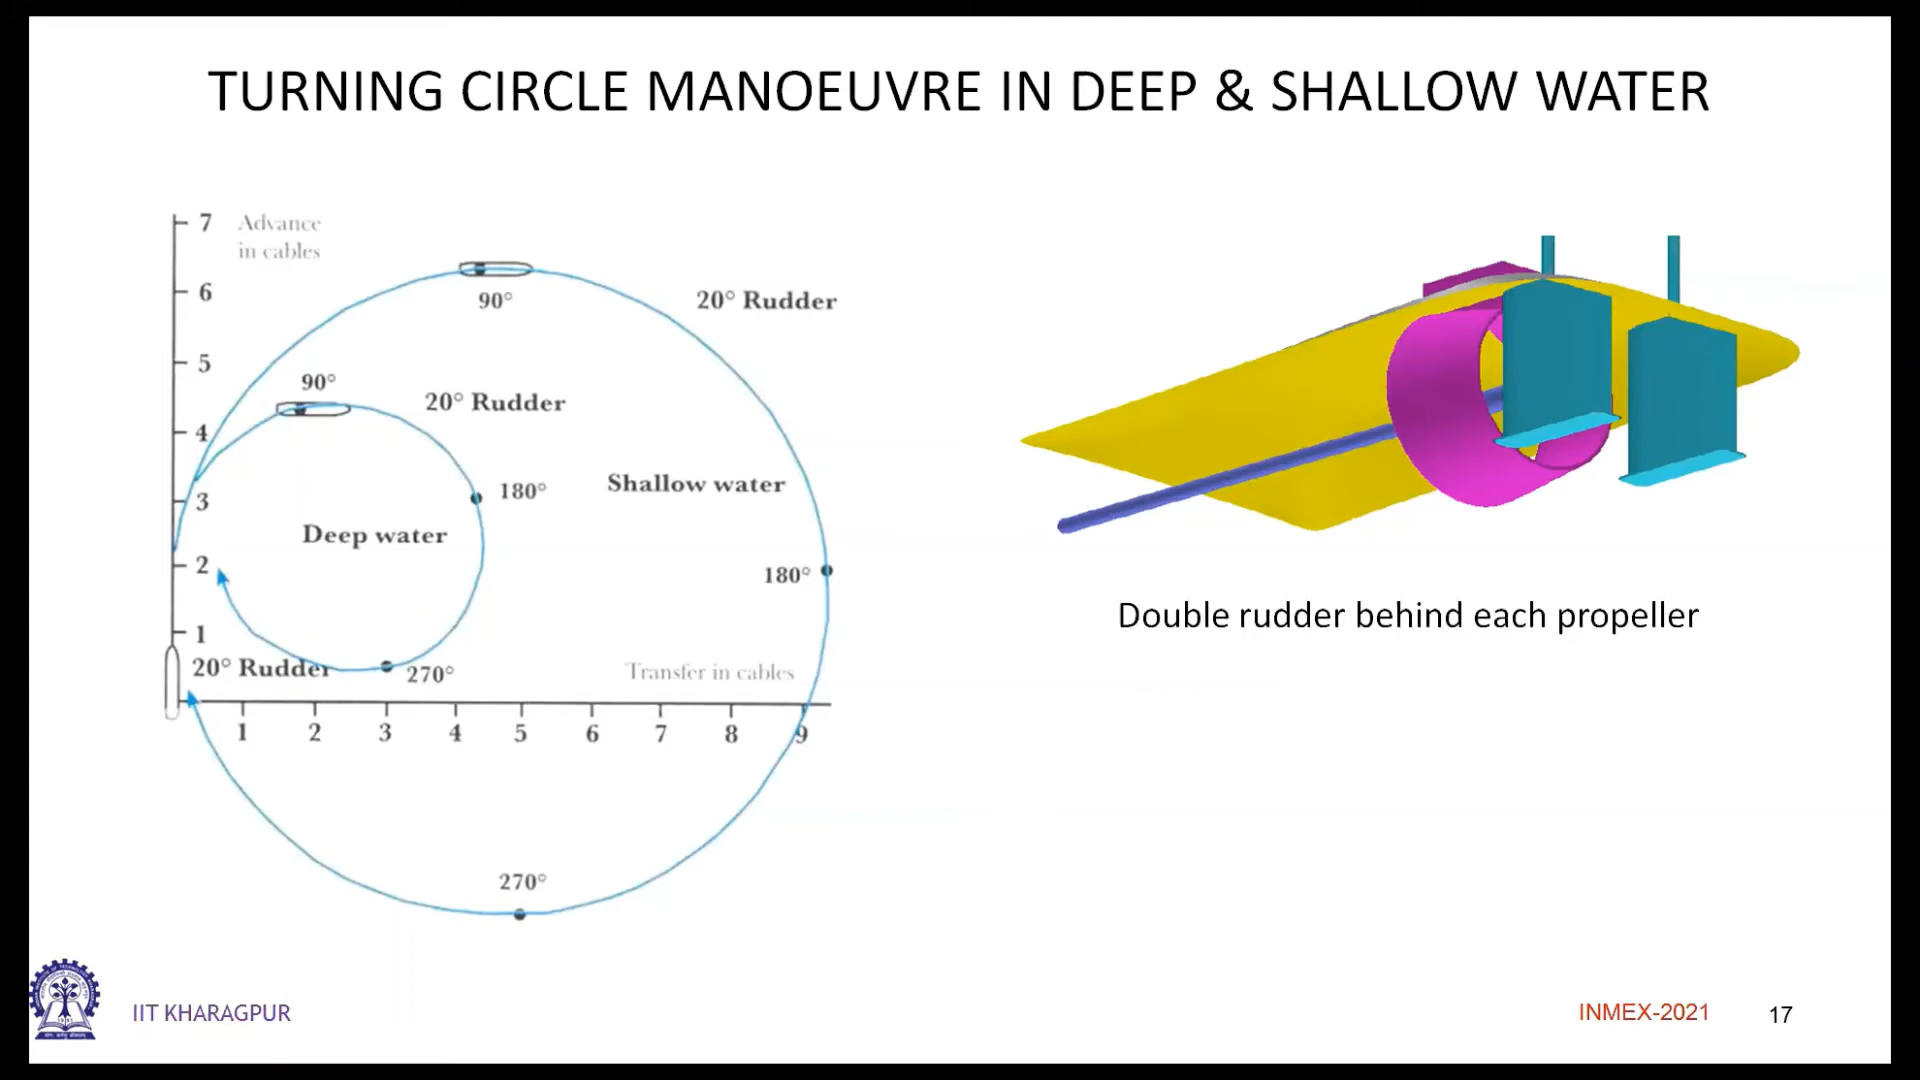 TURNING CIRCLE MANOEUVRE IN DEEP & SHALLOW WATER
7
Advance
in cables
6
5
4
3
2
1
90°
20° Rudder
90°
20° Rudder
180°
Shallow water
Deep water
180°
20° Rudder
270°
Transfer in cables
1 2 3 4 5 6 7 8 9
270°
Double rudder behind each propeller
IIT KHARAGPUR
INMEX-2021
17